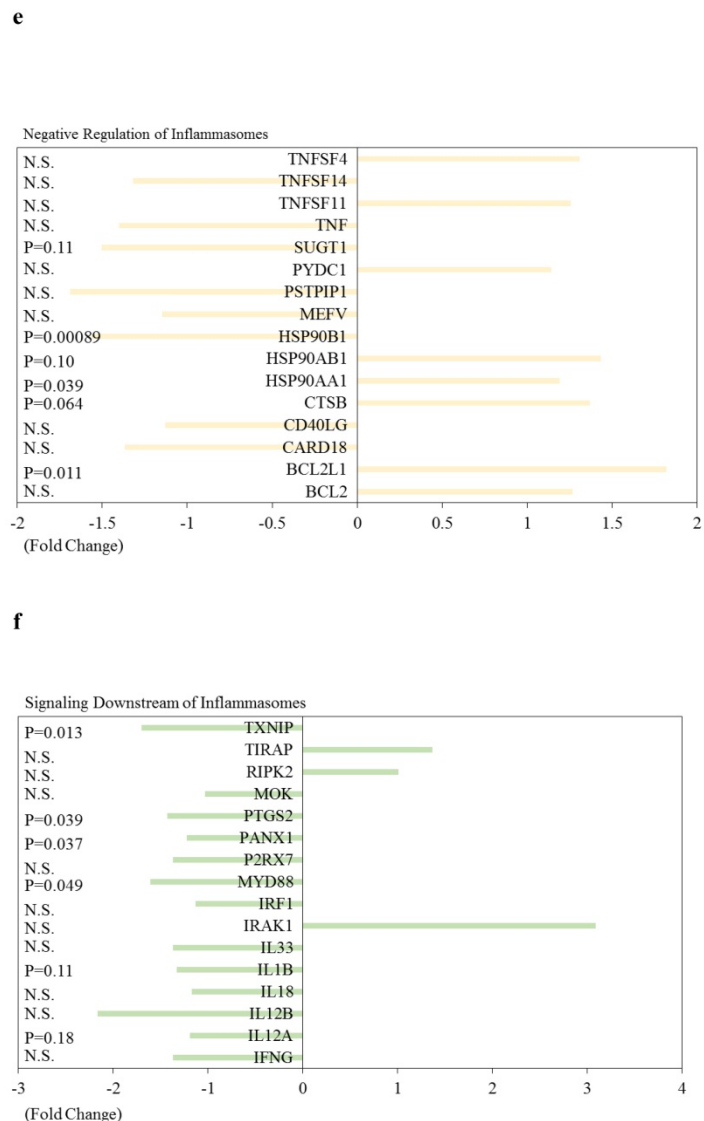 e
Negative Regulation of Inflammasomes
N.S. TNFSF4
N.S. TNFSF14
N.S. TNFSF11
N.S. TNF
P=0.11 SUGT1
N.S. PYDC1
N.S. PSTPIP1
N.S. MEFV
P=0.00089 HSP90B1
P=0.10 HSP90AB1
P=0.039 HSP90AA1
P=0.064 CTSB
N.S. CD40LG
N.S. CARD18
P=0.011 BCL2L1
N.S. BCL2
-2 -1.5 -1 -0.5 0 0.5 1 1.5 2
(Fold Change)
f
Signaling Downstream of Inflammasomes
P=0.013 TXNIP
N.S. TIRAP
N.S. RIPK2
N.S. MOK
P=0.039 PTGS2
P=0.037 PANX1
N.S. P2RX7
P=0.049 MYD88
N.S. IRF1
N.S. IRAK1
N.S. IL33
P=0.11 IL1B
N.S. IL18
N.S. IL12B
P=0.18 IL12A
N.S. IFNG
-3 -2 -1 0 1 2 3 4
(Fold Change)